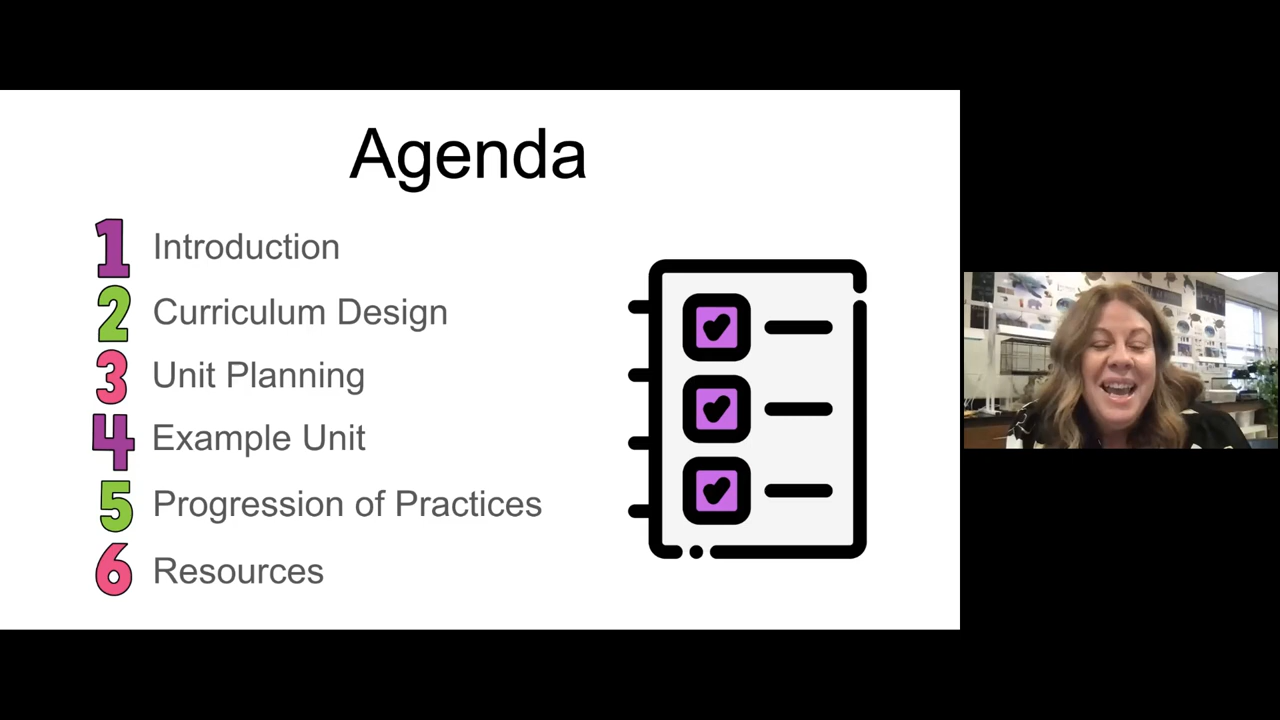 Agenda
1 Introduction
2 Curriculum Design
3 Unit Planning
4 Example Unit
5 Progression of Practices
6 Resources